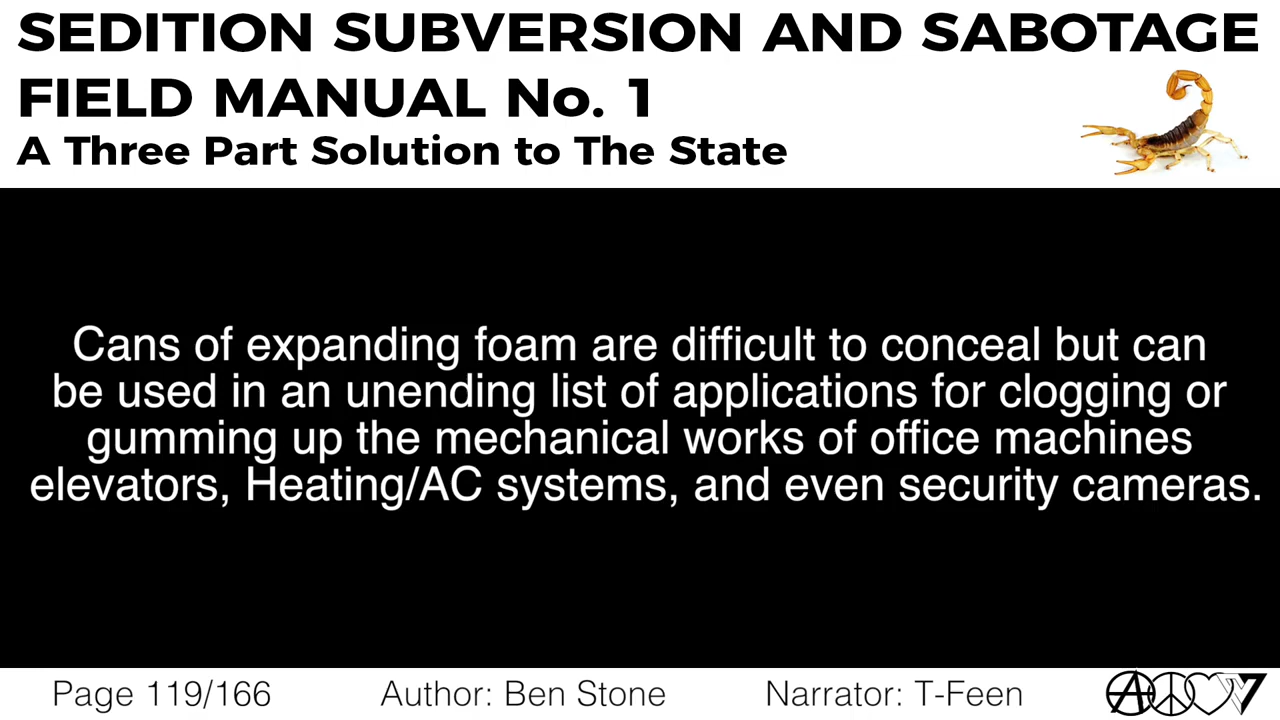 SEDITION SUBVERSION AND SABOTAGE
FIELD MANUAL No. 1
A Three Part Solution to The State
Cans of expanding foam are difficult to conceal but can
be used in an unending list of applications for clogging or
gumming up the mechanical works of office machines
elevators, Heating/AC systems, and even security cameras.
Page 119/166 Author: Ben Stone Narrator: T-Feen